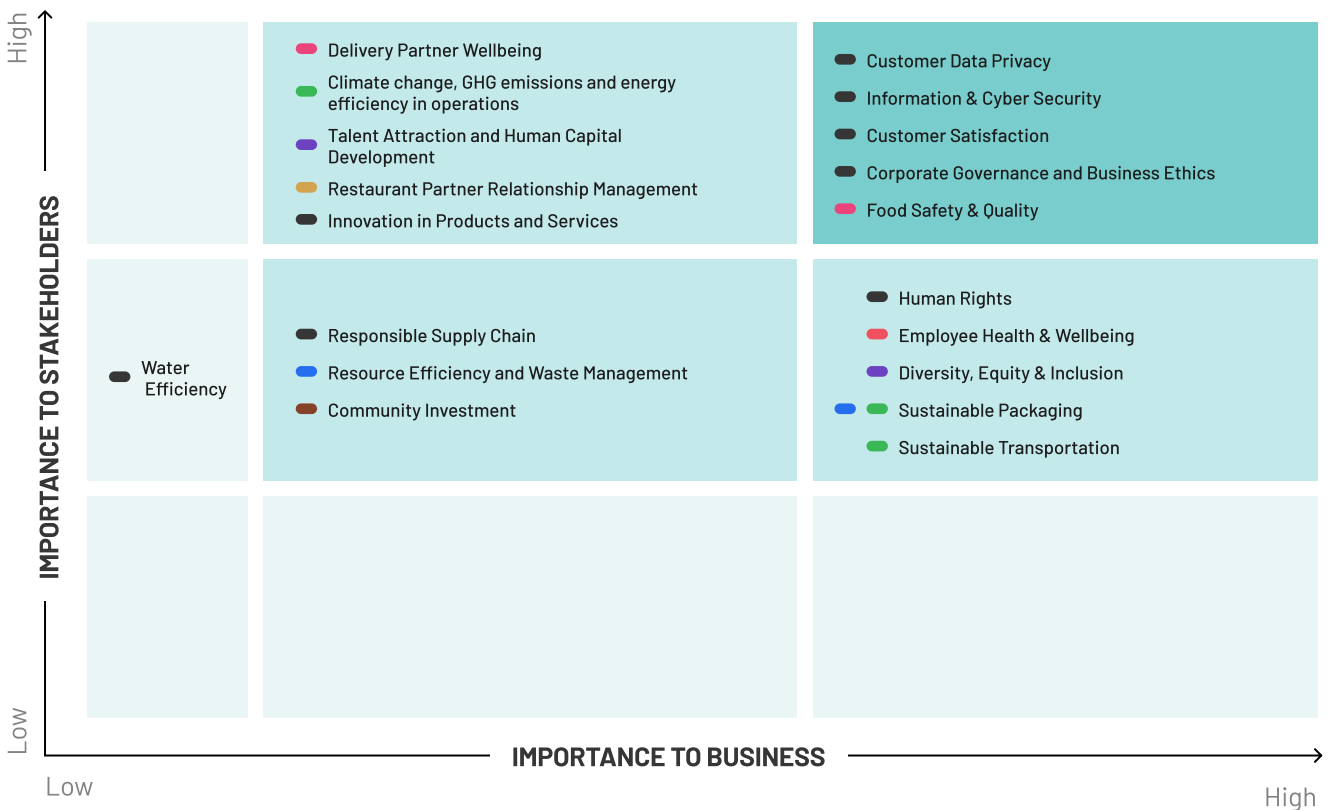 High
Delivery Partner Wellbeing
Climate change, GHG emissions and energy
efficiency in operations
Talent Attraction and Human Capital
Development
Restaurant Partner Relationship Management
Innovation in Products and Services
Customer Data Privacy
Information & Cyber Security
Customer Satisfaction
Corporate Governance and Business Ethics
Food Safety & Quality
IMPORTANCE TO STAKEHOLDERS
Water
Efficiency
Responsible Supply Chain
Resource Efficiency and Waste Management
Community Investment
Human Rights
Employee Health & Wellbeing
Diversity, Equity & Inclusion
Sustainable Packaging
Sustainable Transportation
Low
IMPORTANCE TO BUSINESS
Low
High